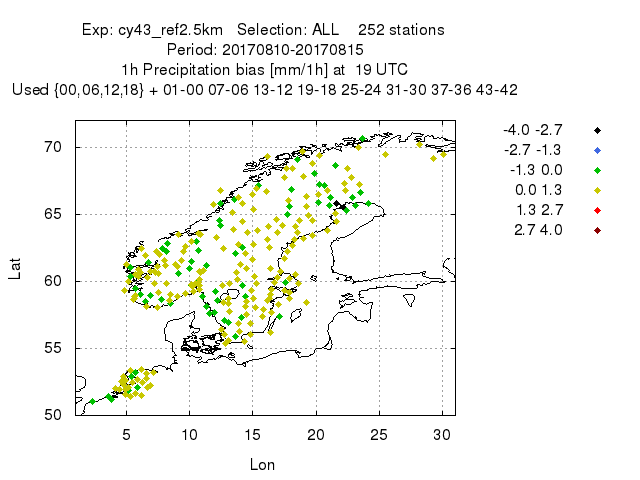 Exp: cy43_ref2.5km   Selection: ALL    252 stations
Period: 20170810-20170815
1h Precipitation bias [mm/1h] at  19 UTC
Used {00,06,12,18} + 01-00 07-06 13-12 19-18 25-24 31-30 37-36 43-42
-4.0 -2.7
-2.7 -1.3
-1.3 0.0
0.0 1.3
1.3 2.7
2.7 4.0
70
65
60
55
50
Lat
5 10 15 20 25 30
Lon